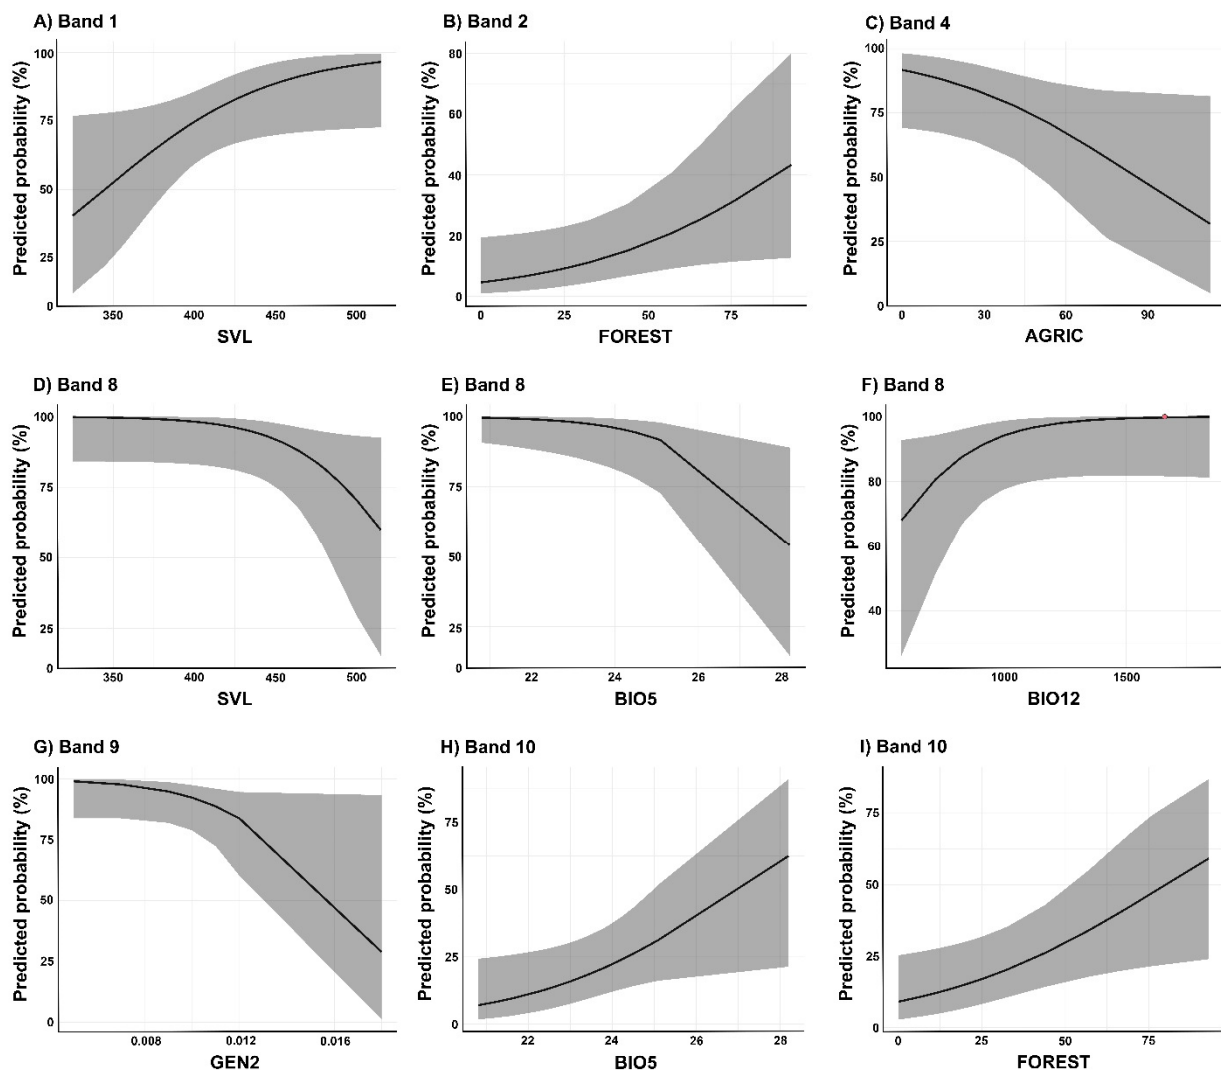 A) Band 1
Predicted probability (%)
100
75
50
25
0
350 400 450 500
SVL
B) Band 2
Predicted probability (%)
80
60
40
20
0
0 25 50 75
FOREST
C) Band 4
Predicted probability (%)
100
75
50
25
0
0 30 60 90
AGRIC
D) Band 8
Predicted probability (%)
100
75
50
25
0
350 400 450 500
SVL
E) Band 8
Predicted probability (%)
100
75
50
25
0
22 24 26 28
BIO5
F) Band 8
Predicted probability (%)
100
80
60
40
1000 1500
BIO12
G) Band 9
Predicted probability (%)
100
75
50
25
0
0.008 0.012 0.016
GEN2
H) Band 10
Predicted probability (%)
75
50
25
0
22 24 26 28
BIO5
I) Band 10
Predicted probability (%)
75
50
25
0
0 25 50 75
FOREST